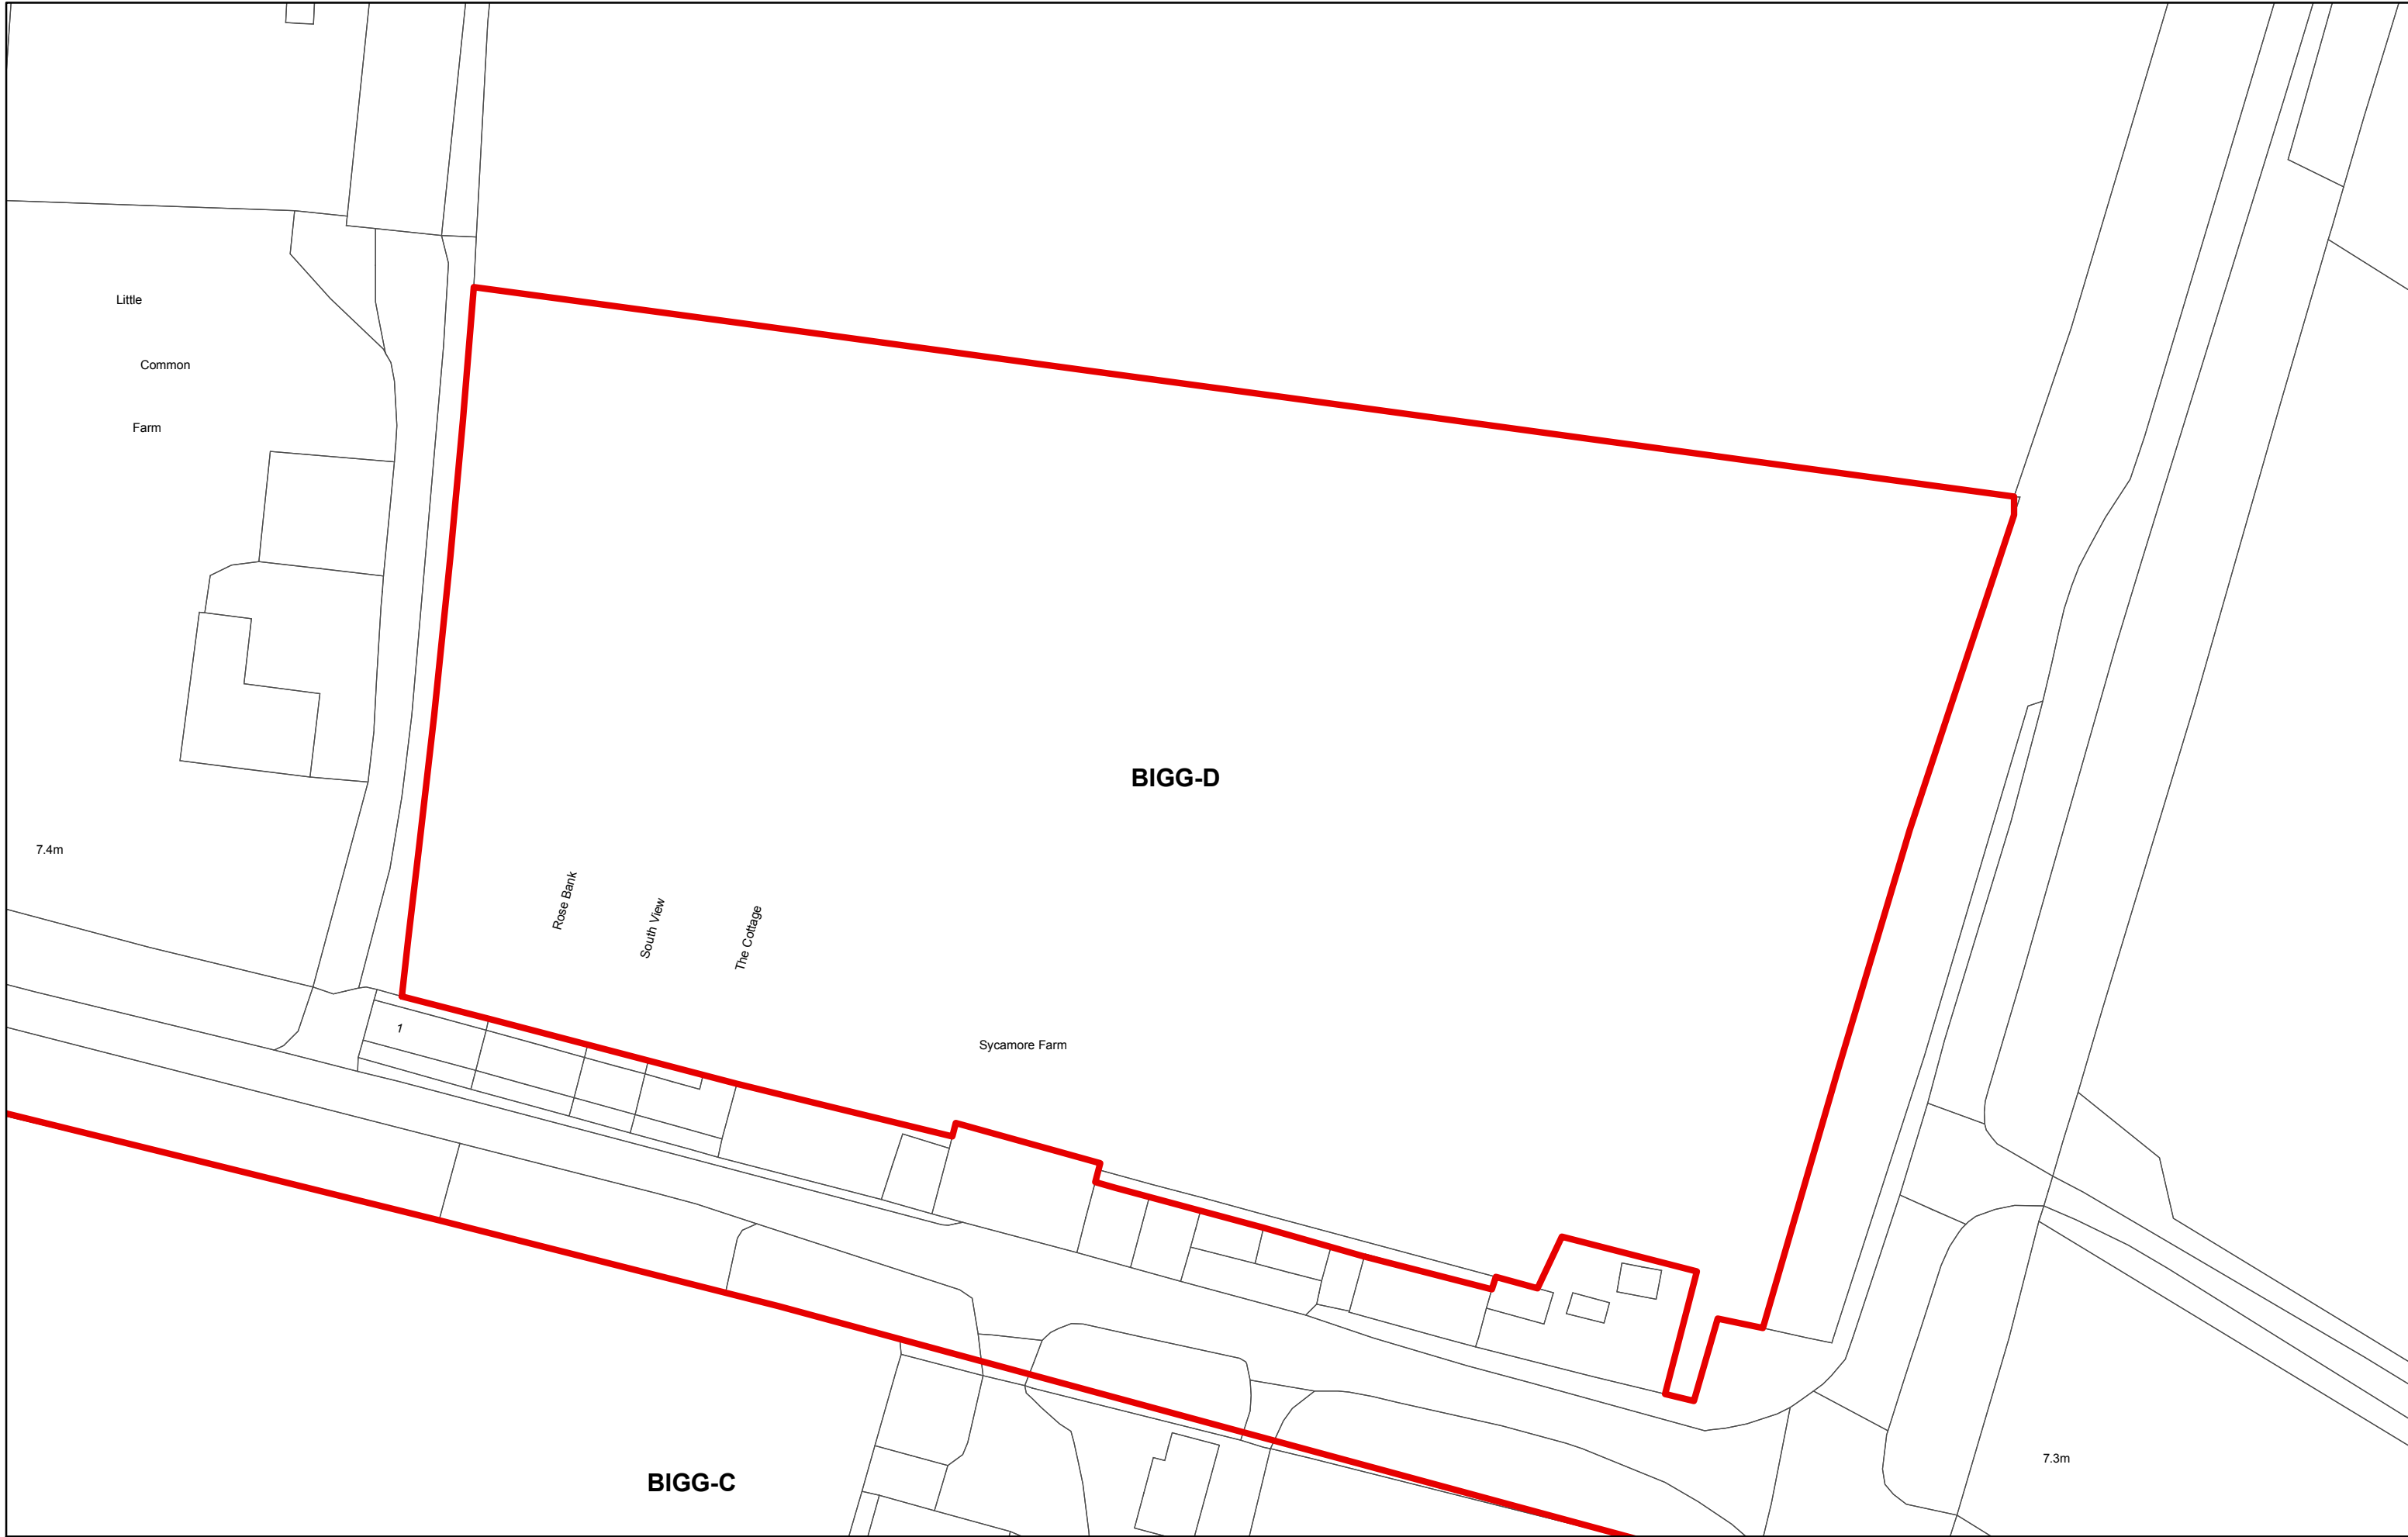 Little
Common
Farm
BIGG-D
7.4m
Rose Bank
South View
The Cottage
1
Sycamore Farm
7.3m
BIGG-C